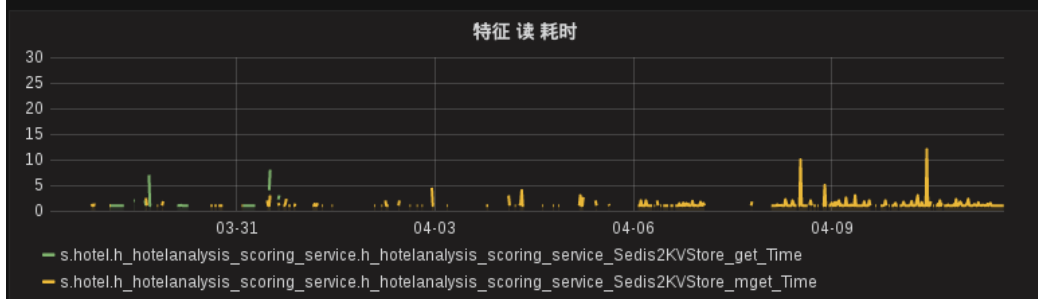 特征 读 耗时
30
25
20
15
10
5
0
03-31 04-03 04-06 04-09
s.hotel.h_hotelanalysis_scoring_service.h_hotelanalysis_scoring_service_Sedis2KVStore_get_Time
s.hotel.h_hotelanalysis_scoring_service.h_hotelanalysis_scoring_service_Sedis2KVStore_mget_Time